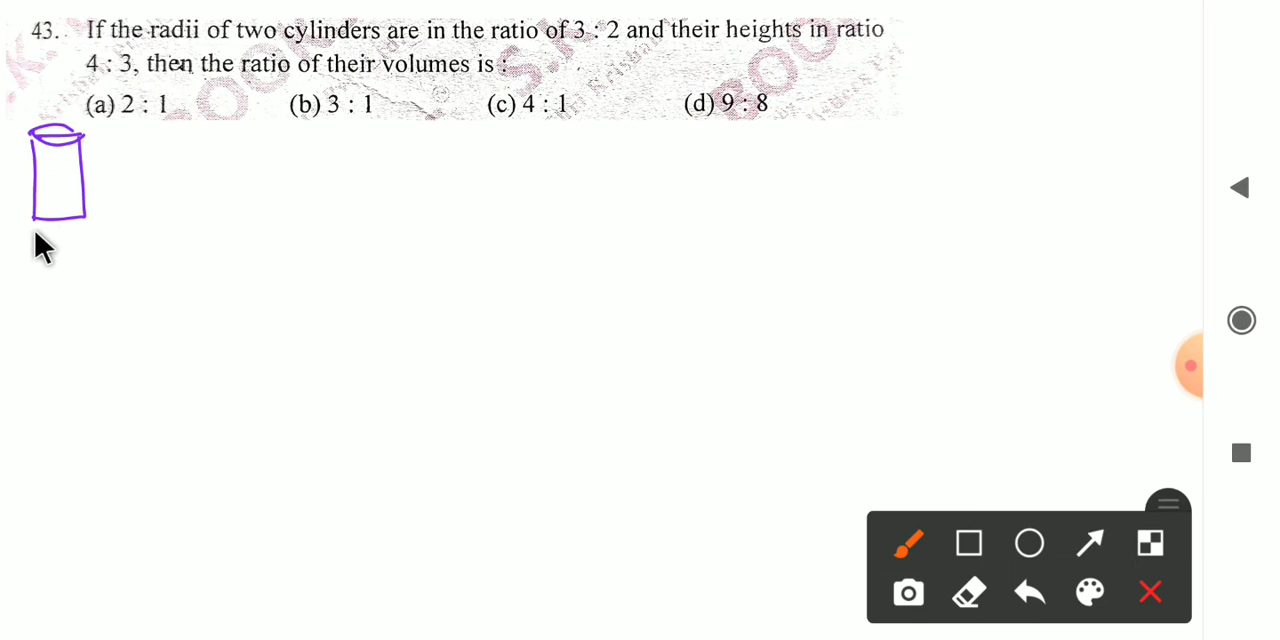 43. If the radii of two cylinders are in the ratio of 3 : 2 and their heights in ratio
4 : 3, then the ratio of their volumes is :
(a) 2 : 1 (b) 3 : 1 (c) 4 : 1 (d) 9 : 8